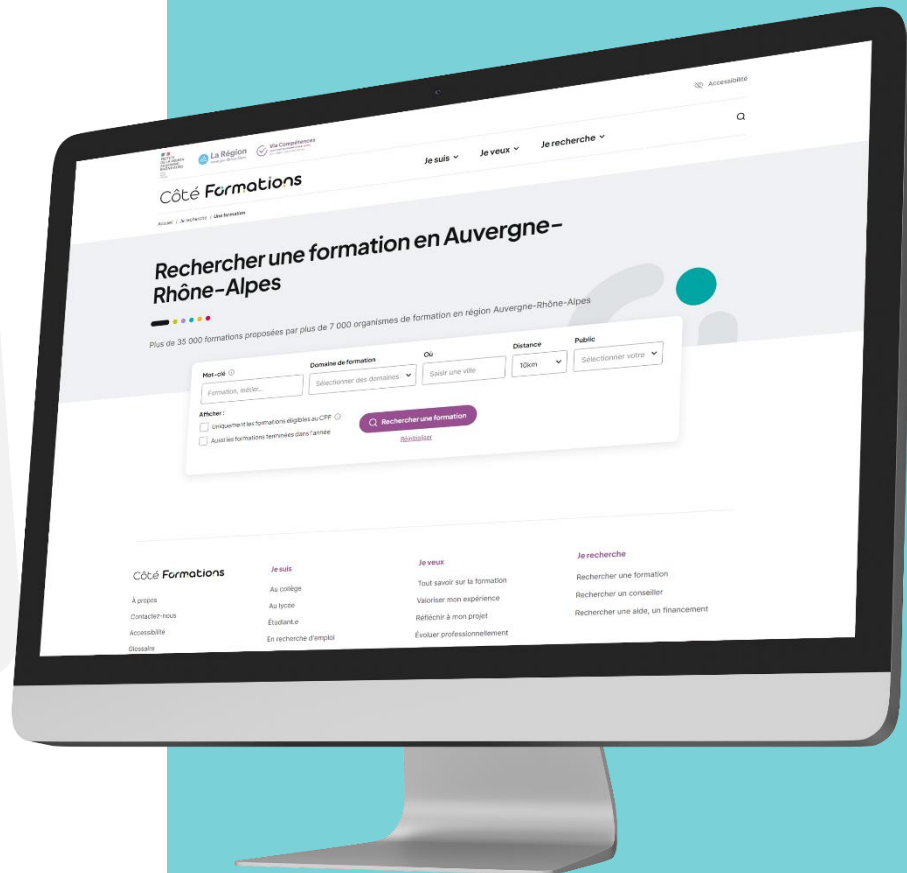 Accessibilité
La Région
Via Compétences
Je suis
Je veux
Je recherche
Côté Formations
Accueil / Je recherche / Une formation
Rechercher une formation en Auvergne-
Rhône-Alpes
Plus de 35 000 formations proposées par plus de 7 000 organismes de formation en région Auvergne-Rhône-Alpes
Mot-clé
Domaine de formation
Où
Distance
Public
Formation, métier...
Sélectionner des domaines
Saisir une ville
10km
Sélectionner votre
Afficher :
Uniquement les formations éligibles au CPF
Aussi les formations terminées dans l'année
Rechercher une formation
Réinitialiser
Côté Formations
À propos
Contactez-nous
Accessibilité
Glossaire
Je suis
Au collège
Au lycée
Étudiant.e
En recherche d'emploi
Je veux
Tout savoir sur la formation
Valoriser mon expérience
Réfléchir à mon projet
Évoluer professionnellement
Je recherche
Rechercher une formation
Rechercher un conseiller
Rechercher une aide, un financement